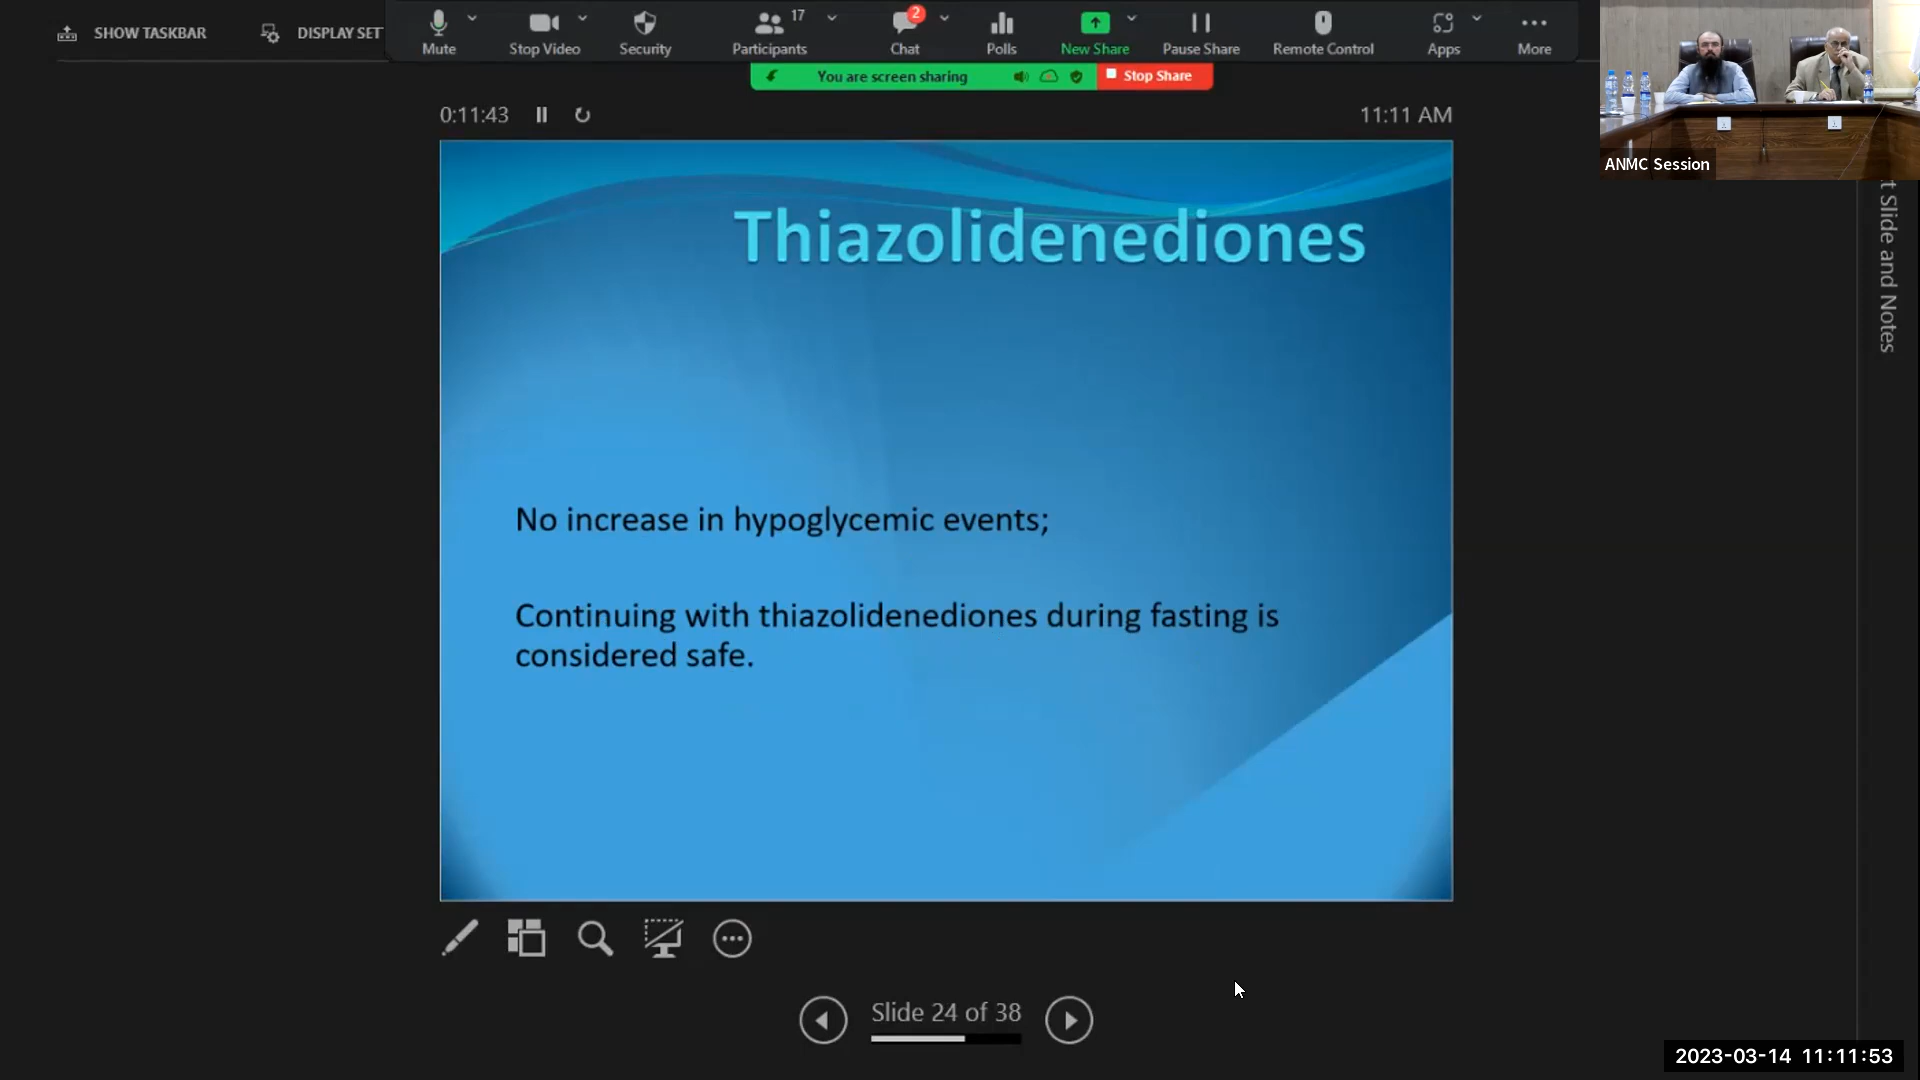 SHOW TASKBAR
DISPLAY SET
Mute
Stop Video
Security
17
Participants
2
Chat
Polls
New Share
Pause Share
Remote Control
Apps
More
You are screen sharing
Stop Share
0:11:43
11:11 AM
ANMC Session
t Slide and Notes
Thiazolidenediones
No increase in hypoglycemic events;
Continuing with thiazolidenediones during fasting is
considered safe.
Slide 24 of 38
2023-03-14 11:11:53